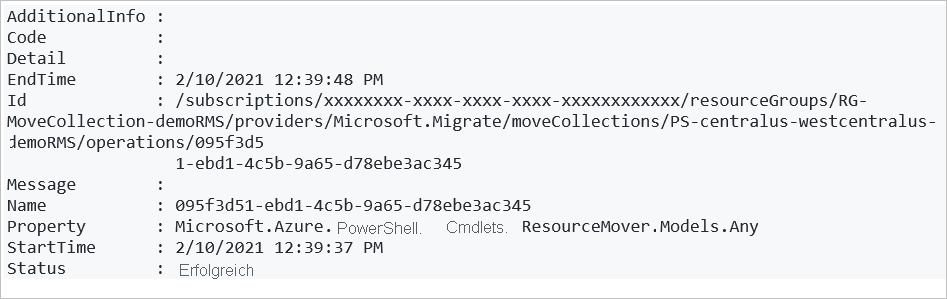 AdditionalInfo :
Code :
Detail :
EndTime : 2/10/2021 12:39:48 PM
Id : /subscriptions/xxxxxxxx-xxxx-xxxx-xxxx-xxxxxxxxxxxx/resourceGroups/RG-
MoveCollection-demoRMS/providers/Microsoft.Migrate/moveCollections/PS-centralus-westcentralus-
demoRMS/operations/095f3d5
1-ebd1-4c5b-9a65-d78ebe3ac345
Message :
Name : 095f3d51-ebd1-4c5b-9a65-d78ebe3ac345
Property : Microsoft.Azure. PowerShell. Cmdlets. ResourceMover.Models.Any
StartTime : 2/10/2021 12:39:37 PM
Status : Erfolgreich